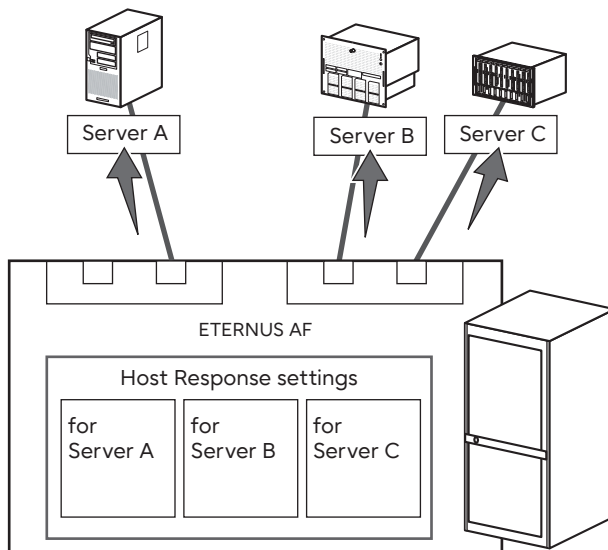 Server A
Server B
Server C
ETERNUS AF
Host Response settings
for
Server A
for
Server B
for
Server C